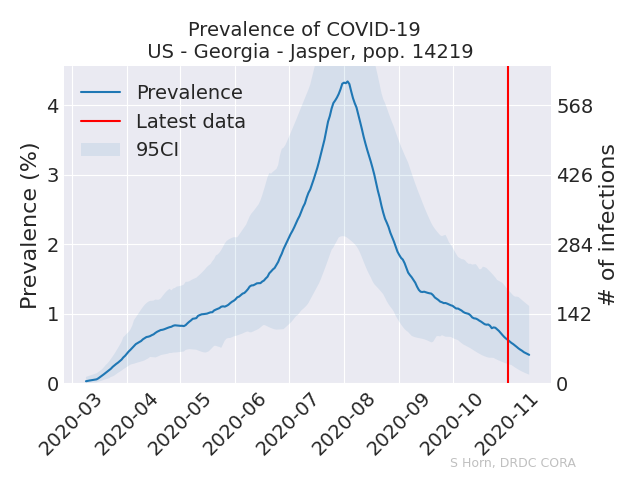 Prevalence of COVID-19
US - Georgia - Jasper, pop. 14219
Prevalence
Latest data
95CI
Prevalence (%)
4
3
2
1
0
# of infections
568
426
284
142
0
2020-03
2020-04
2020-05
2020-06
2020-07
2020-08
2020-09
2020-10
2020-11
S Horn, DRDC CORA